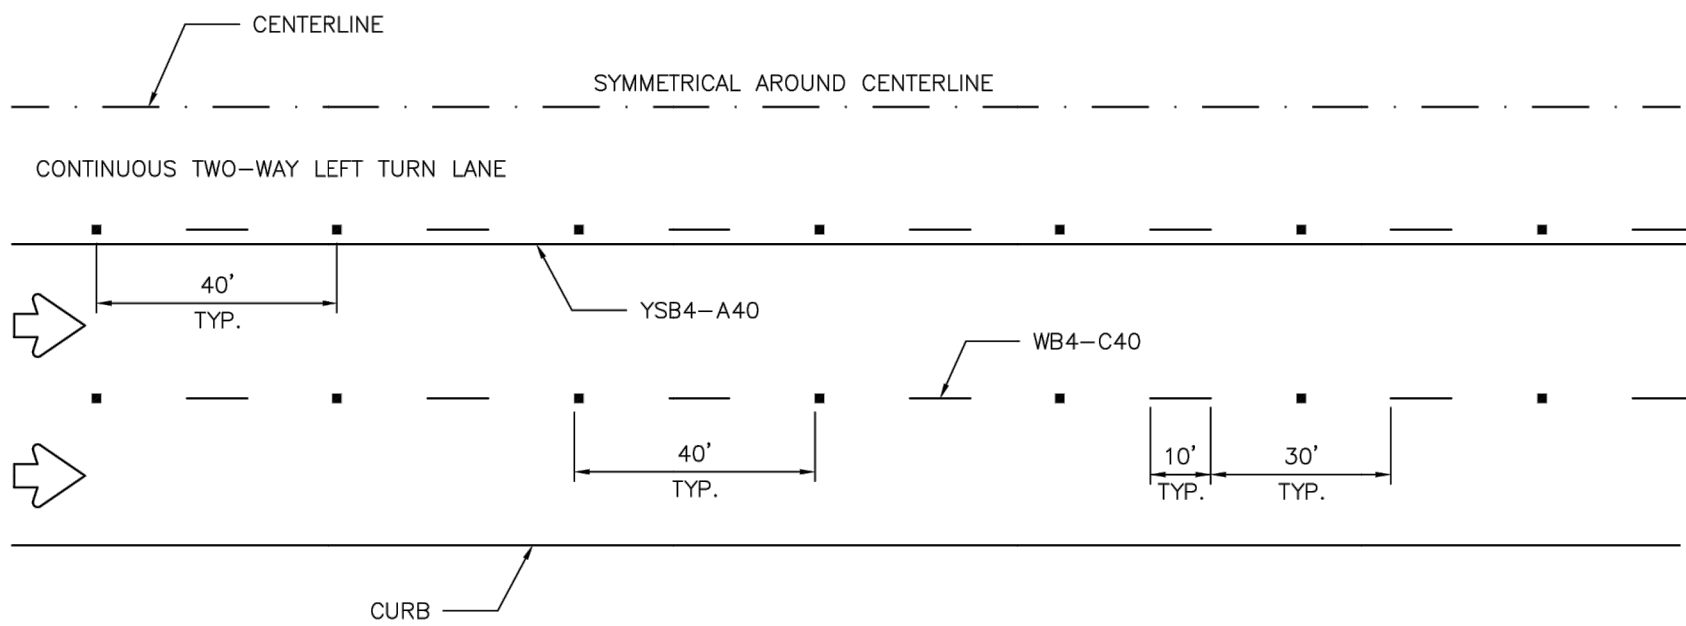 CENTERLINE
SYMMETRICAL AROUND CENTERLINE
CONTINUOUS TWO-WAY LEFT TURN LANE
40'
TYP.
YSB4-A40
WB4-C40
40'
TYP.
10'
TYP.
30'
TYP.
CURB